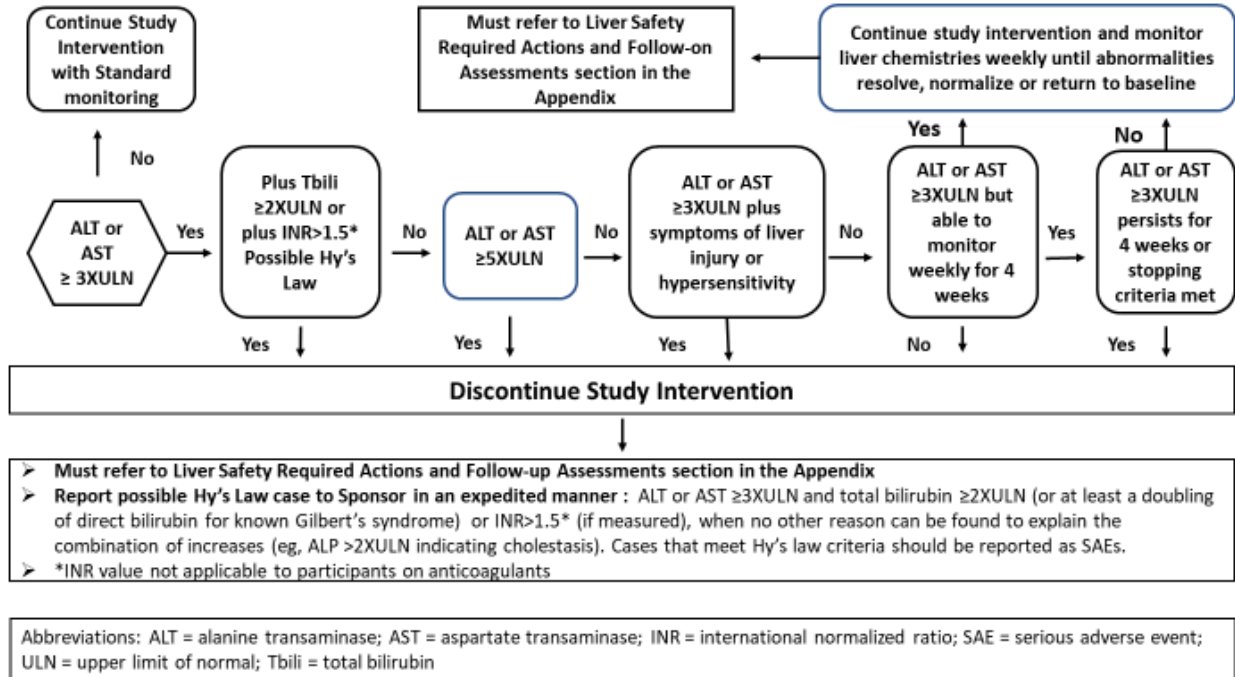 Continue Study
Intervention
with Standard
monitoring
Must refer to Liver Safety
Required Actions and Follow-on
Assessments section in the
Appendix
Continue study intervention and monitor
liver chemistries weekly until abnormalities
resolve, normalize or return to baseline
No
Yes
No
ALT or
AST
≥ 3XULN
Yes
Plus Tbili
≥2XULN or
plus INR>1.5*
Possible Hy's
Law
No
ALT or AST
≥5XULN
No
ALT or AST
≥3XULN plus
symptoms of liver
injury or
hypersensitivity
No
ALT or AST
≥3XULN but
able to
monitor
weekly for 4
weeks
Yes
ALT or AST
≥3XULN
persists for
4 weeks or
stopping
criteria met
Yes
Yes
Yes
No
Yes
Discontinue Study Intervention
➢ Must refer to Liver Safety Required Actions and Follow-up Assessments section in the Appendix
➢ Report possible Hy's Law case to Sponsor in an expedited manner : ALT or AST ≥3XULN and total bilirubin ≥2XULN (or at least a doubling
of direct bilirubin for known Gilbert's syndrome) or INR>1.5* (if measured), when no other reason can be found to explain the
combination of increases (eg, ALP >2XULN indicating cholestasis). Cases that meet Hy's law criteria should be reported as SAEs.
➢ *INR value not applicable to participants on anticoagulants
Abbreviations: ALT = alanine transaminase; AST = aspartate transaminase; INR = international normalized ratio; SAE = serious adverse event;
ULN = upper limit of normal; Tbili = total bilirubin